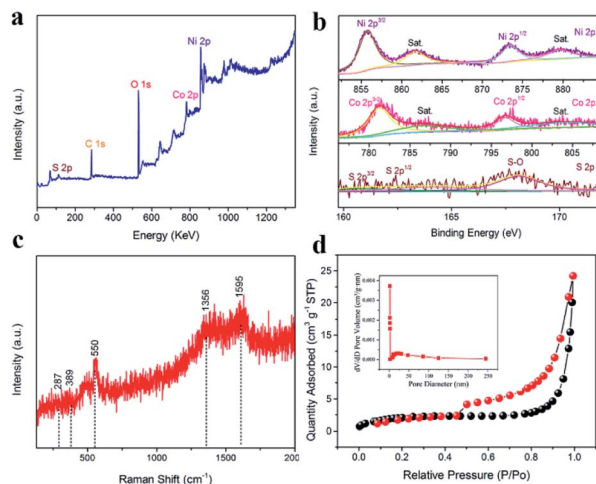 a
Intensity (a.u.)
S 2p
C 1s
O 1s
Co 2p
Ni 2p
0 200 400 600 800 1000 1200
Energy (KeV)
b
Intensity (a.u.)
Ni 2p3/2
Sat.
Ni 2p1/2
Sat.
Ni 2p
855 860 865 870 875 880
Co 2p3/2
Sat.
Co 2p1/2
Sat.
Co 2p
780 785 790 795 800 805
S 2p3/2
S 2p1/2
S-O
S 2p
160 165 170
Binding Energy (eV)
c
Intensity (a.u.)
287
389
550
1356
1595
500 1000 1500 200
Raman Shift (cm-1)
d
Quantity Adsorbed (cm3 g-1 STP)
25
20
15
10
5
0
0.0 0.2 0.4 0.6 0.8 1.0
Relative Pressure (P/Po)
dV/dD Pore Volume (cm3/g·nm)
0.004
0.003
0.002
0.001
0.000
0 50 100 150 200 250
Pore Diameter (nm)